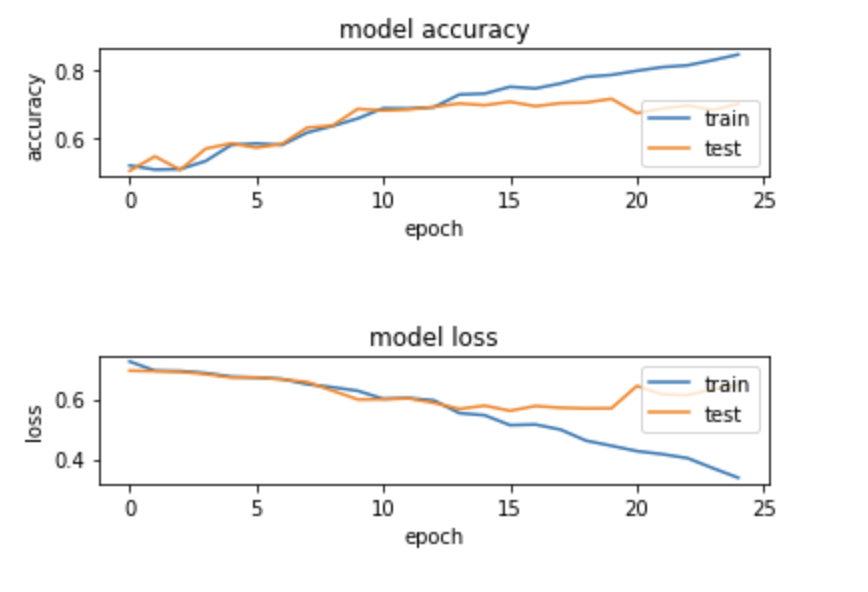 model accuracy
accuracy
0.8
0.6
train
test
0 5 10 15 20 25
epoch
model loss
loss
0.6
0.4
train
test
0 5 10 15 20 25
epoch